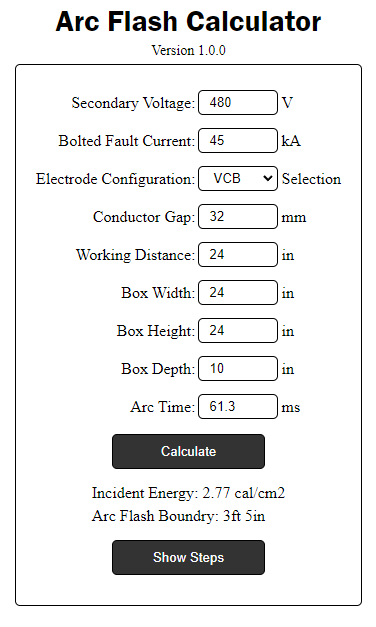 Arc Flash Calculator
Version 1.0.0
Secondary Voltage: 480 V
Bolted Fault Current: 45 kA
Electrode Configuration: VCB Selection
Conductor Gap: 32 mm
Working Distance: 24 in
Box Width: 24 in
Box Height: 24 in
Box Depth: 10 in
Arc Time: 61.3 ms
Calculate
Incident Energy: 2.77 cal/cm2
Arc Flash Boundry: 3ft 5in
Show Steps